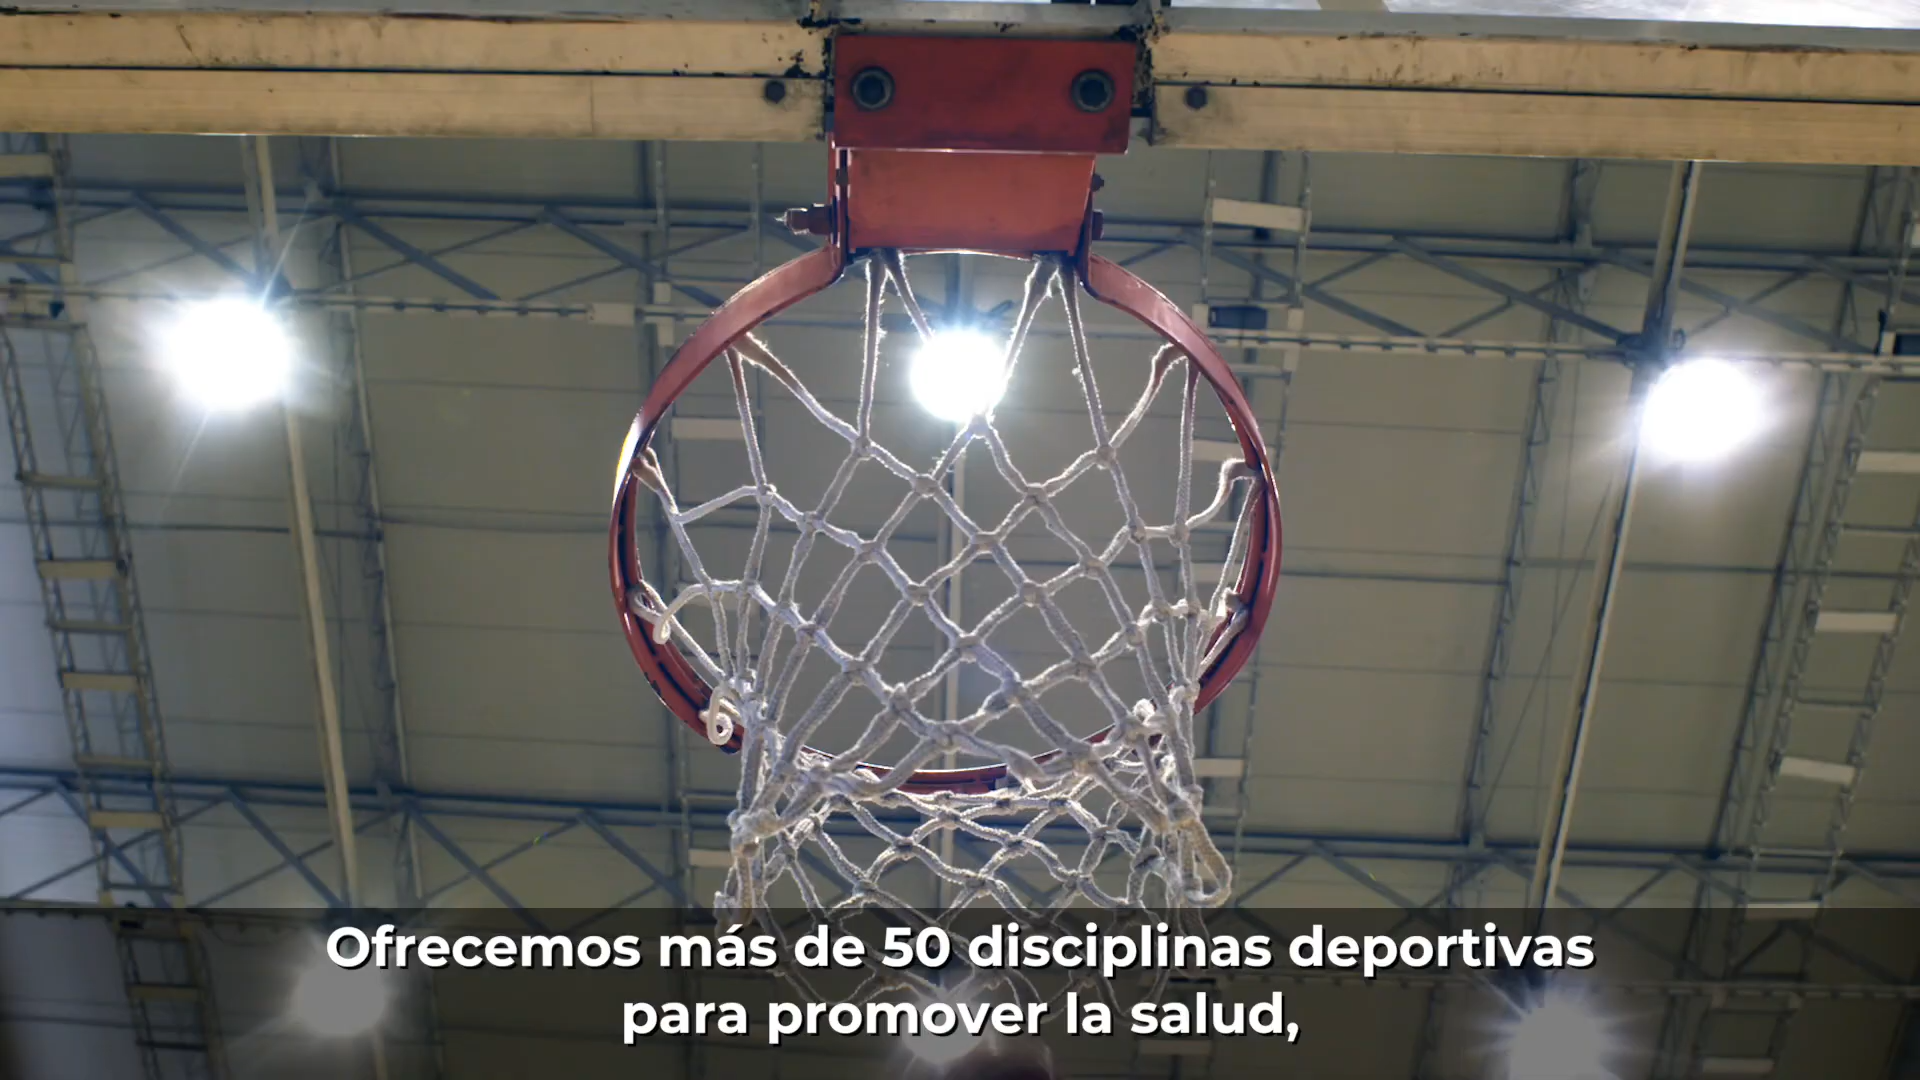 Ofrecemos más de 50 disciplinas deportivas
para promover la salud,